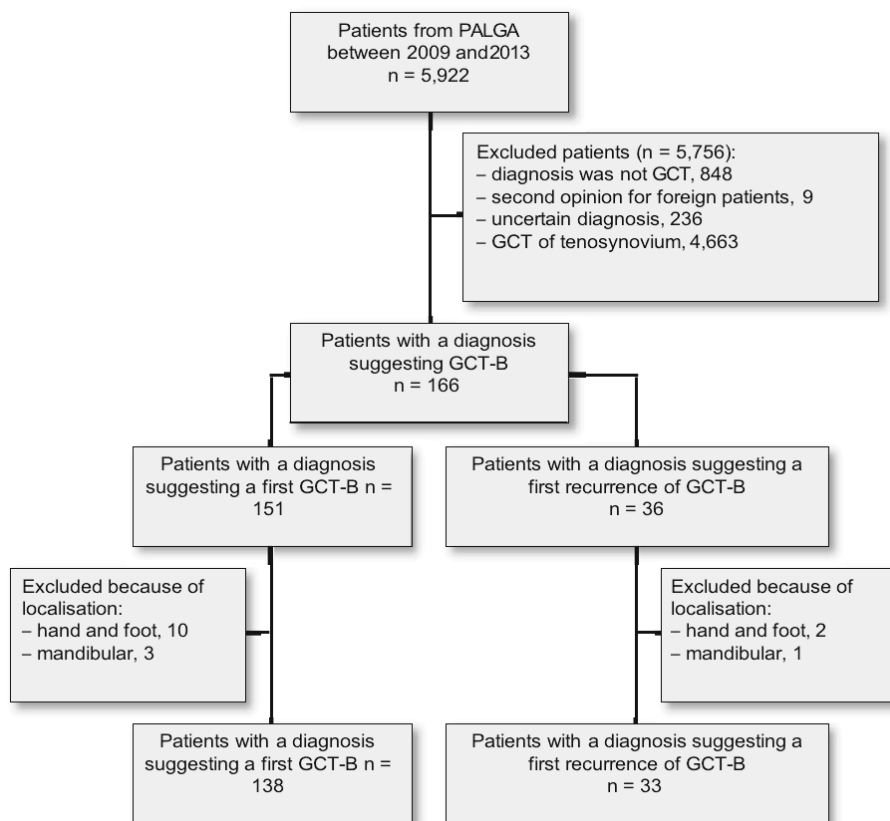 Patients from PALGA
between 2009 and2013
n = 5,922
Excluded patients (n = 5,756):
– diagnosis was not GCT, 848
– second opinion for foreign patients, 9
– uncertain diagnosis, 236
– GCT of tenosynovium, 4,663
Patients with a diagnosis
suggesting GCT-B
n = 166
Patients with a diagnosis
suggesting a first GCT-B n =
151
Patients with a diagnosis suggesting a
first recurrence of GCT-B
n = 36
Excluded because of
localisation:
– hand and foot, 10
– mandibular, 3
Excluded because of
localisation:
– hand and foot, 2
– mandibular, 1
Patients with a diagnosis
suggesting a first GCT-B n =
138
Patients with a diagnosis suggesting a
first recurrence of GCT-B
n = 33